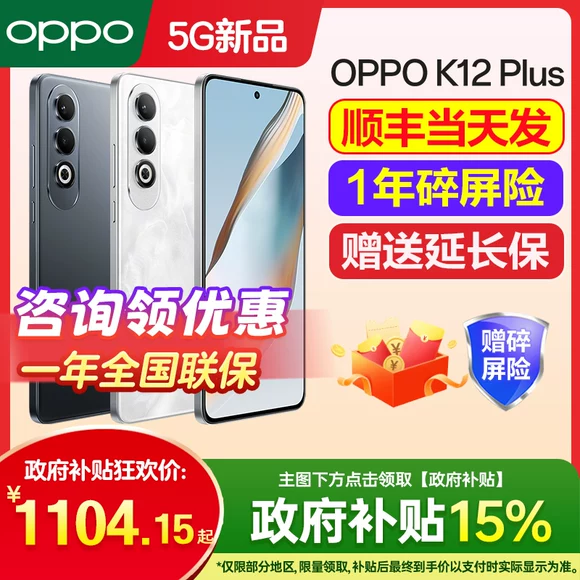 oppo
5G新品
OPPO K12 Plus
顺丰当天发
1年碎屏险
赠送延长保
咨询领优惠
一年全国联保
赠碎
屏险
政府补贴狂欢价:
¥1104.15起
主图下方点击领取【政府补贴】
政府补贴15%
*仅限部分地区,限量领取,补贴后最终到手价以支付时实际显示为准。